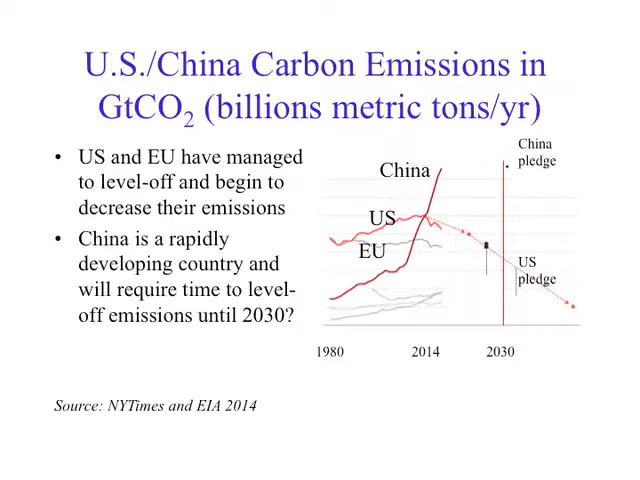 U.S./China Carbon Emissions in
GtCO2 (billions metric tons/yr)
• US and EU have managed
to level-off and begin to
decrease their emissions
• China is a rapidly
developing country and
will require time to level-
off emissions until 2030?
China
pledge
China
US
EU
US
pledge
1980 2014 2030
Source: NYTimes and EIA 2014